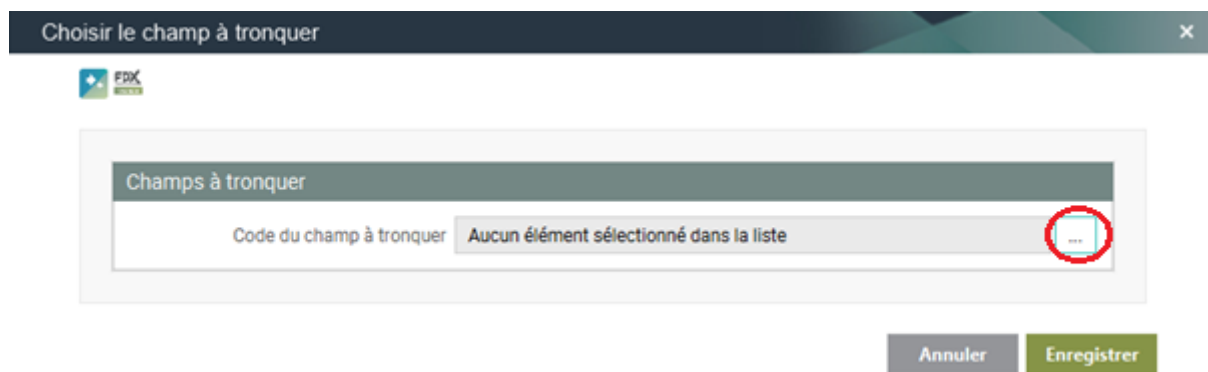 Choisir le champ à tronquer
×
Champs à tronquer
Code du champ à tronquer Aucun élément sélectionné dans la liste ...
Annuler Enregistrer